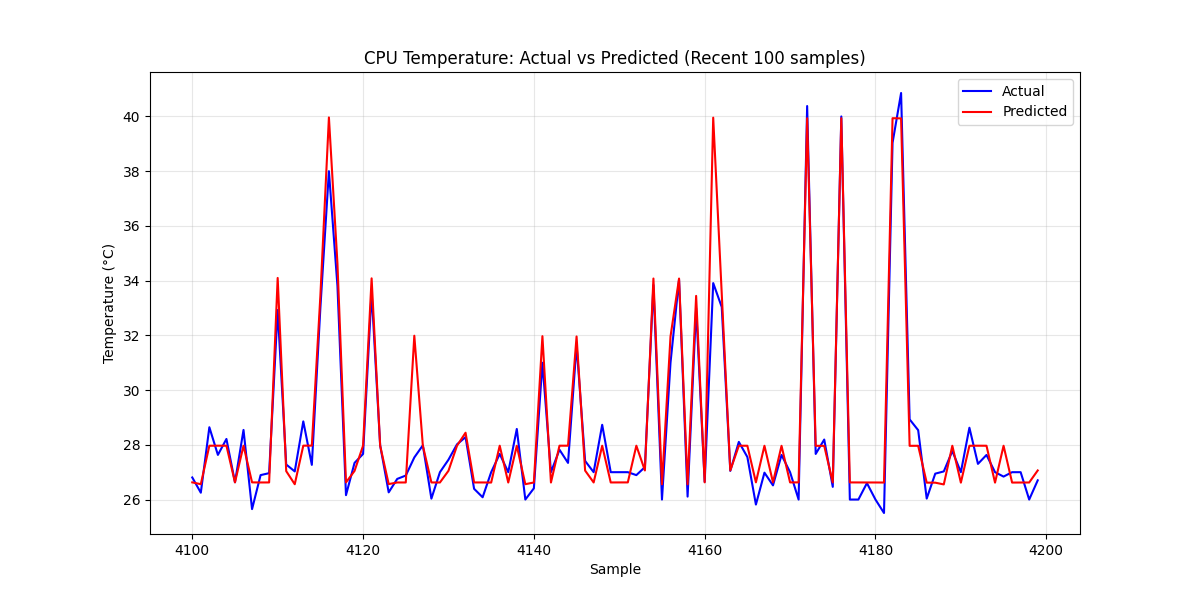 CPU Temperature: Actual vs Predicted (Recent 100 samples)
Actual
Predicted
Temperature (°C)
40
38
36
34
32
30
28
26
4100
4120
4140
4160
4180
4200
Sample